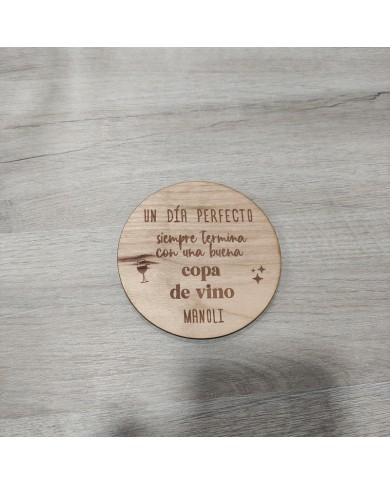 UN DÍA PERFECTO
siempre termina
con una buena
copa
de vino
MANOLI